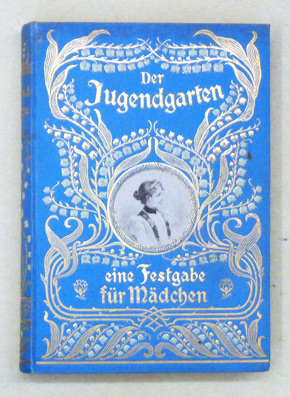 Der
Jugendgarten
eine Festgabe
für Mädchen